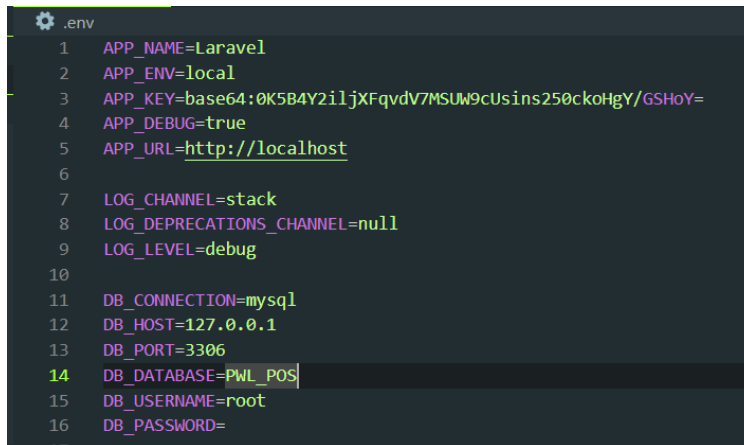 .env
1 APP_NAME=Laravel
2 APP_ENV=local
3 APP_KEY=base64:0K5B4Y2iljXFqvdV7MSUW9cUsins250ckoHgY/GSHoY=
4 APP_DEBUG=true
5 APP_URL=http://localhost
6
7 LOG_CHANNEL=stack
8 LOG_DEPRECATIONS_CHANNEL=null
9 LOG_LEVEL=debug
10
11 DB_CONNECTION=mysql
12 DB_HOST=127.0.0.1
13 DB_PORT=3306
14 DB_DATABASE=PWL_POS
15 DB_USERNAME=root
16 DB_PASSWORD=